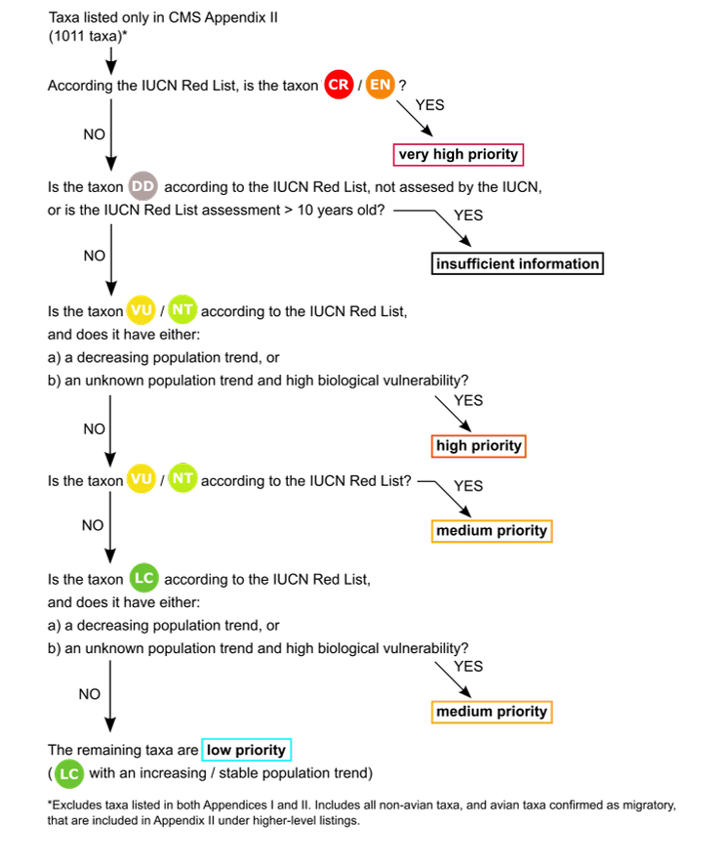 Taxa listed only in CMS Appendix II
(1011 taxa)*
According the IUCN Red List, is the taxon CR / EN ?
YES
NO
very high priority
Is the taxon DD according to the IUCN Red List, not assesed by the IUCN,
or is the IUCN Red List assessment > 10 years old?
YES
NO
insufficient information
Is the taxon VU / NT according to the IUCN Red List,
and does it have either:
a) a decreasing population trend, or
b) an unknown population trend and high biological vulnerability?
YES
NO
high priority
Is the taxon VU / NT according to the IUCN Red List?
YES
NO
medium priority
Is the taxon LC according to the IUCN Red List,
and does it have either:
a) a decreasing population trend, or
b) an unknown population trend and high biological vulnerability?
YES
NO
medium priority
The remaining taxa are low priority
( LC with an increasing / stable population trend)
*Excludes taxa listed in both Appendices I and II. Includes all non-avian taxa, and avian taxa confirmed as migratory,
that are included in Appendix II under higher-level listings.